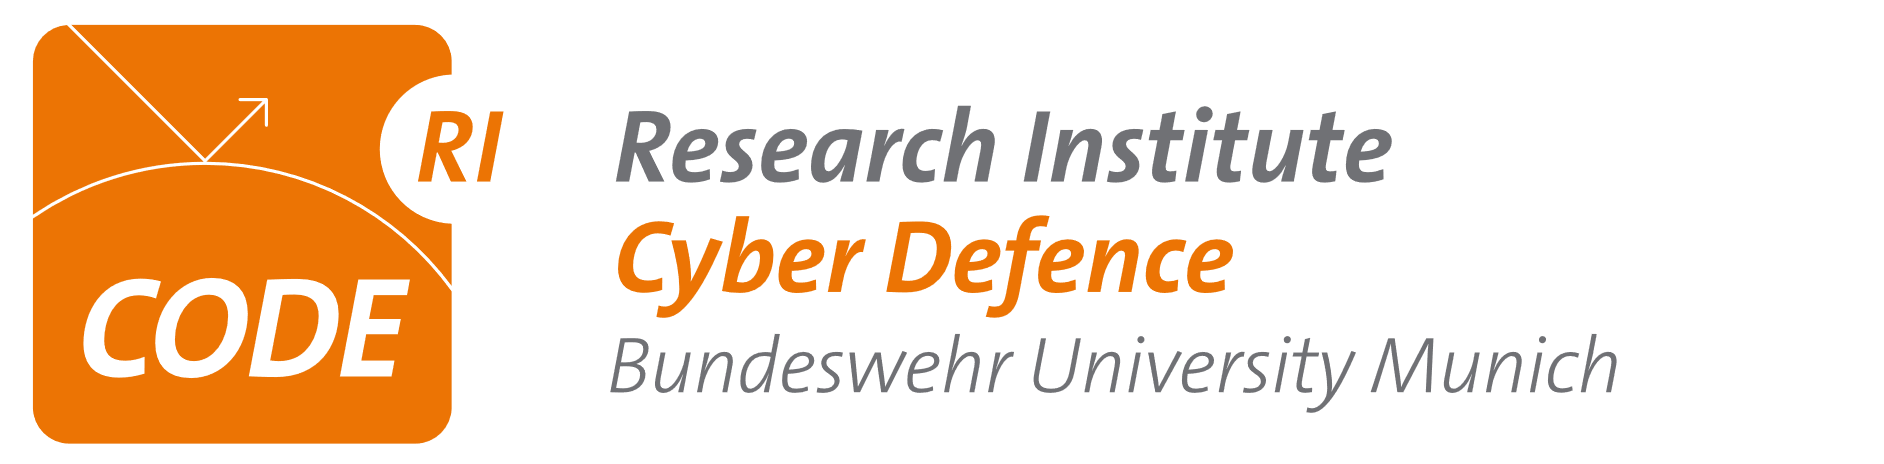 RI
CODE
Research Institute
Cyber Defence
Bundeswehr University Munich